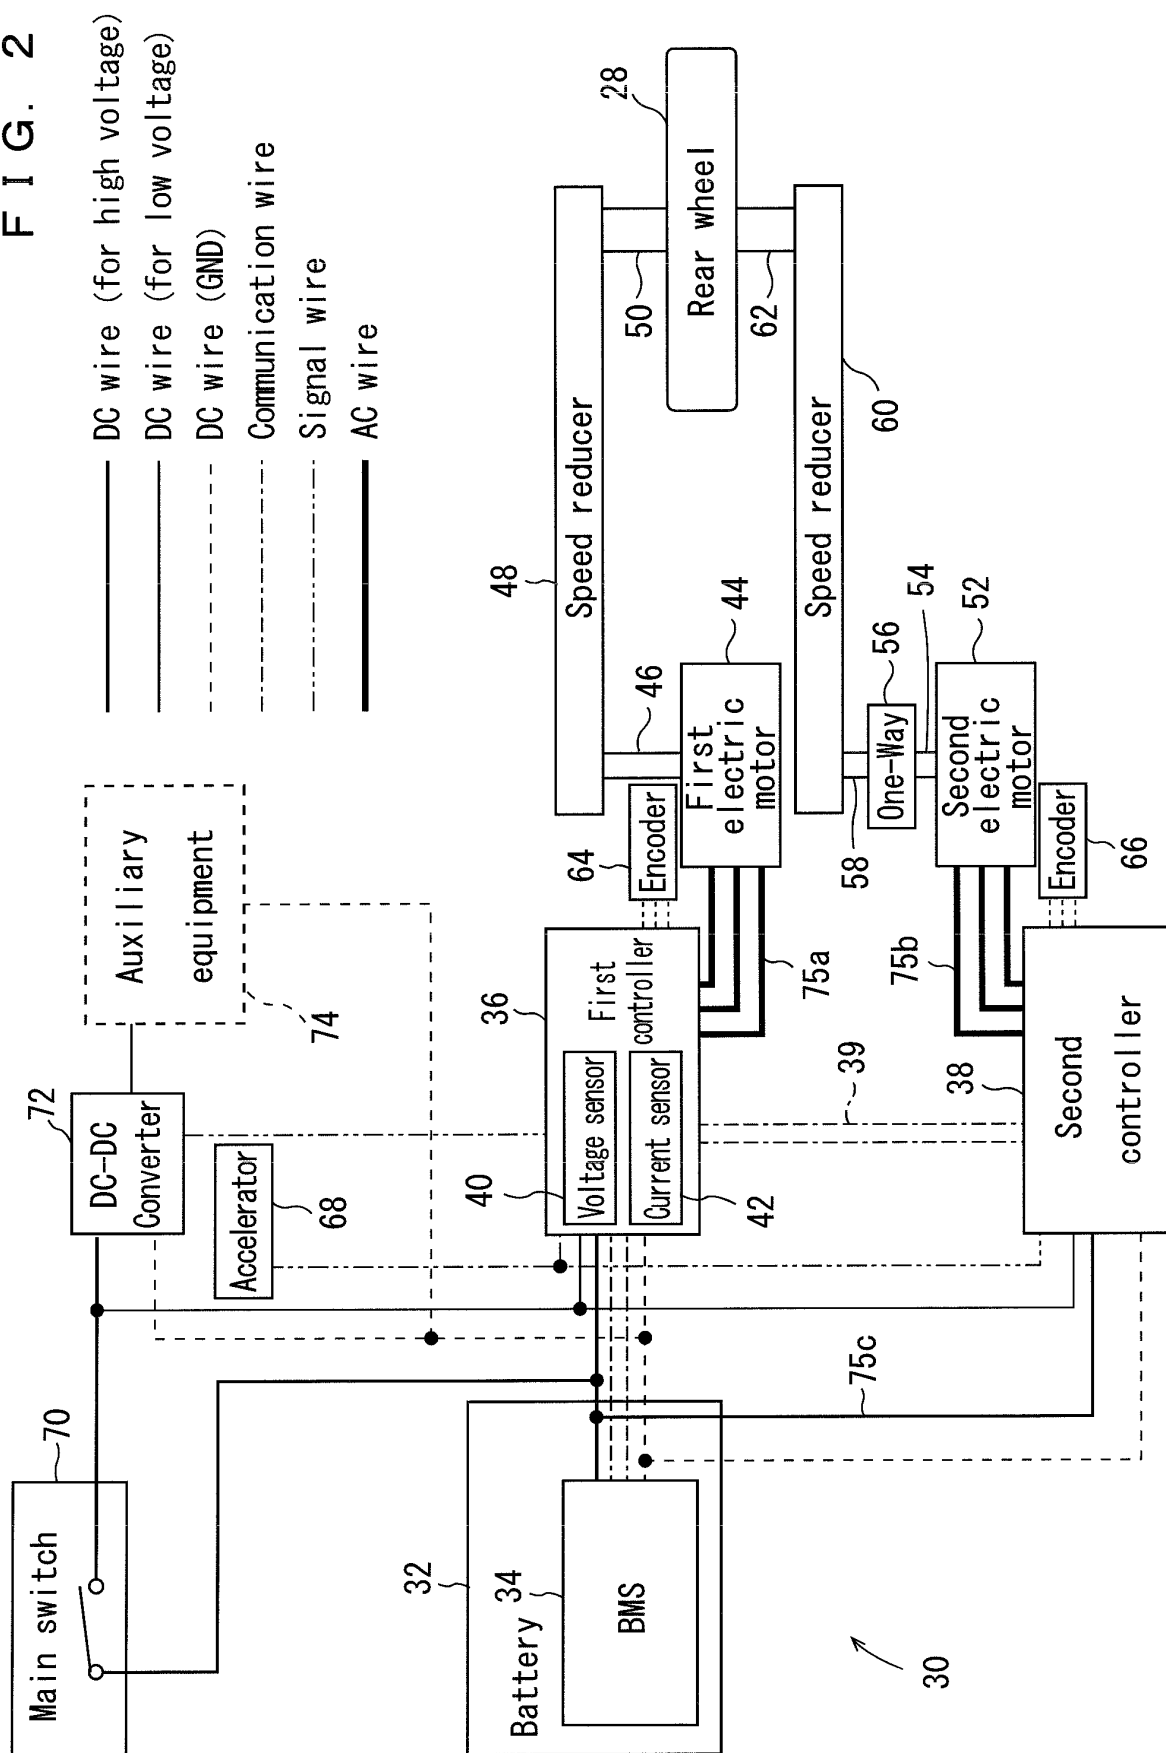 FIG. 2
DC wire (for high voltage)
DC wire (for low voltage)
DC wire (GND)
Communication wire
Signal wire
AC wire
Main switch
70
72
DC-DC
Converter
Auxiliary
equipment
74
Accelerator
68
Battery
32
34
BMS
36
First
controller
40
Voltage sensor
Current sensor
42
64
Encoder
First
electric
motor
44
46
48
Speed reducer
50
28
Rear wheel
62
Speed reducer
60
58
One-Way
56
54
Second
electric
motor
52
Encoder
66
75a
75b
75c
39
38
Second
controller
30